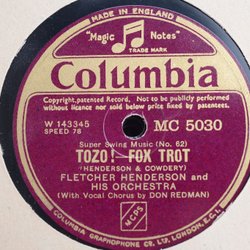 MADE IN ENGLAND
"Magic Notes"
TRADE MARK
Columbia
Copyright, patented Record. Not to be publicly performed
without licence nor sold below price fixed by patentees.
W 143345
SPEED 78
MC 5030
Super Swing Music (No. 62)
TOZO! - FOX TROT
(HENDERSON & COWDERY)
FLETCHER HENDERSON and
HIS ORCHESTRA
(With Vocal Chorus by DON REDMAN)
MCPS
COLUMBIA GRAPHOPHONE CO. LTD. LONDON, E.C.1.